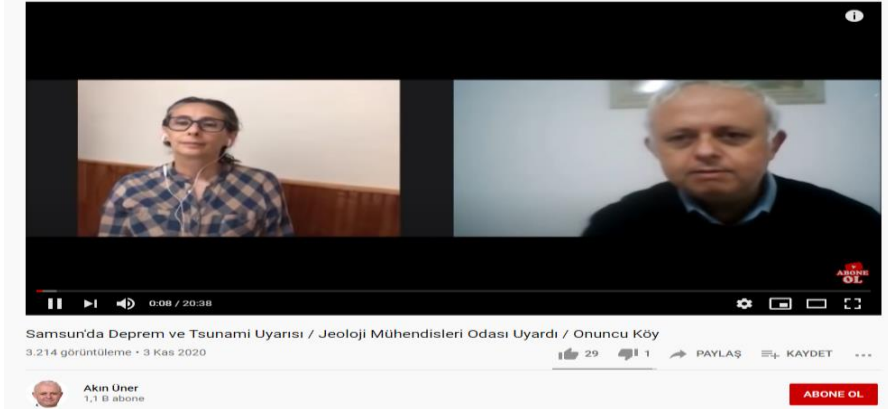 ABONE
OL
0:08 / 20:38
Samsun'da Deprem ve Tsunami Uyarısı / Jeoloji Mühendisleri Odası Uyardı / Onuncu Köy
3.214 görüntüleme • 3 Kas 2020
29 1 PAYLAŞ KAYDET ...
Akın Üner
1,1 B abone
ABONE OL